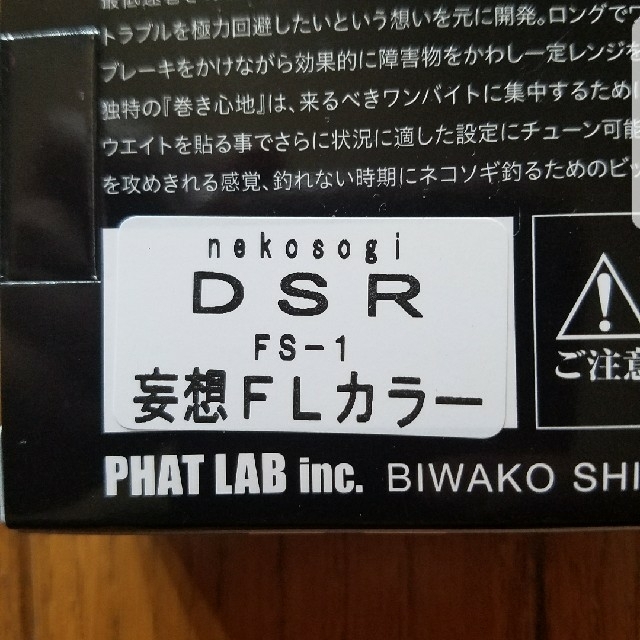 トラブルを極力回避したいという想いを元に開発。ロングで
ブレーキをかけながら効果的に障害物をかわし一定レンジを
独特の『巻き心地』は、来るべきワンバイトに集中するために
ウエイトを貼る事でさらに状況に適した設定にチューン可能
を攻めきれる感覚、釣れない時期にネコソギ釣るためのビッ
nekosogi
DSR
FS-1
妄想FLカラー
ご注意
PHAT LAB inc. BIWAKO SHI